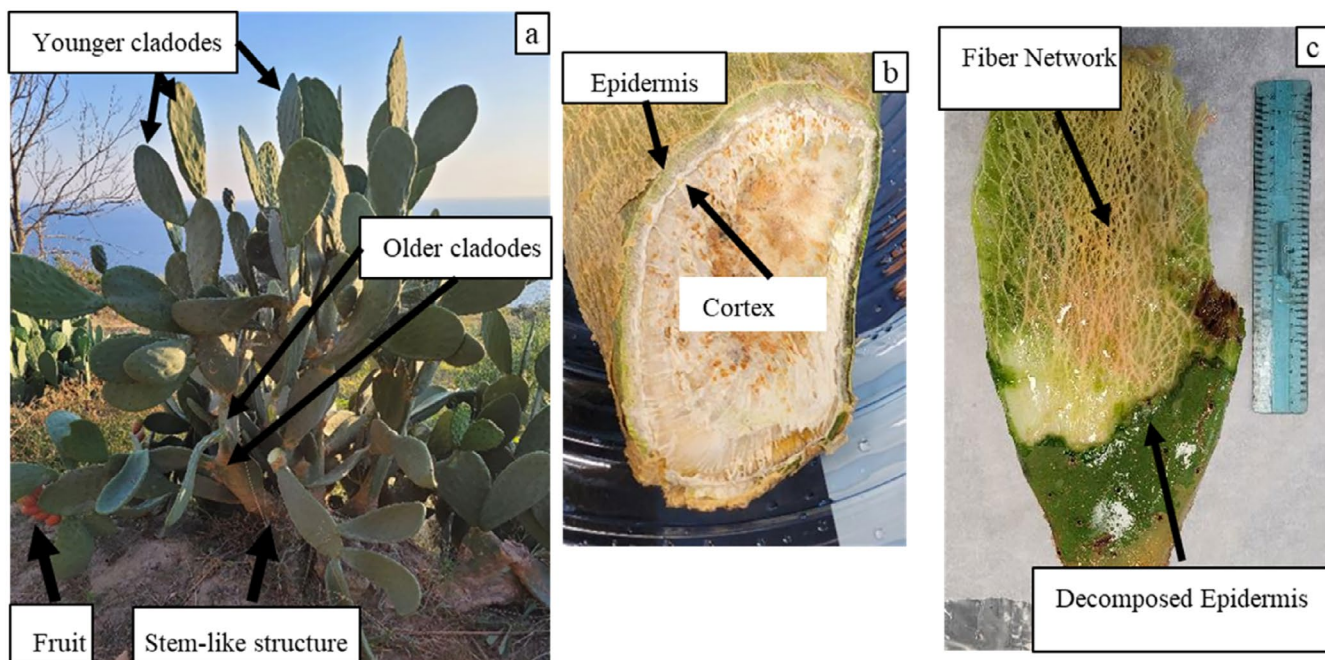 Younger cladodes
a
Older cladodes
Fruit
Stem-like structure
b
Epidermis
Cortex
c
Fiber Network
Decomposed Epidermis